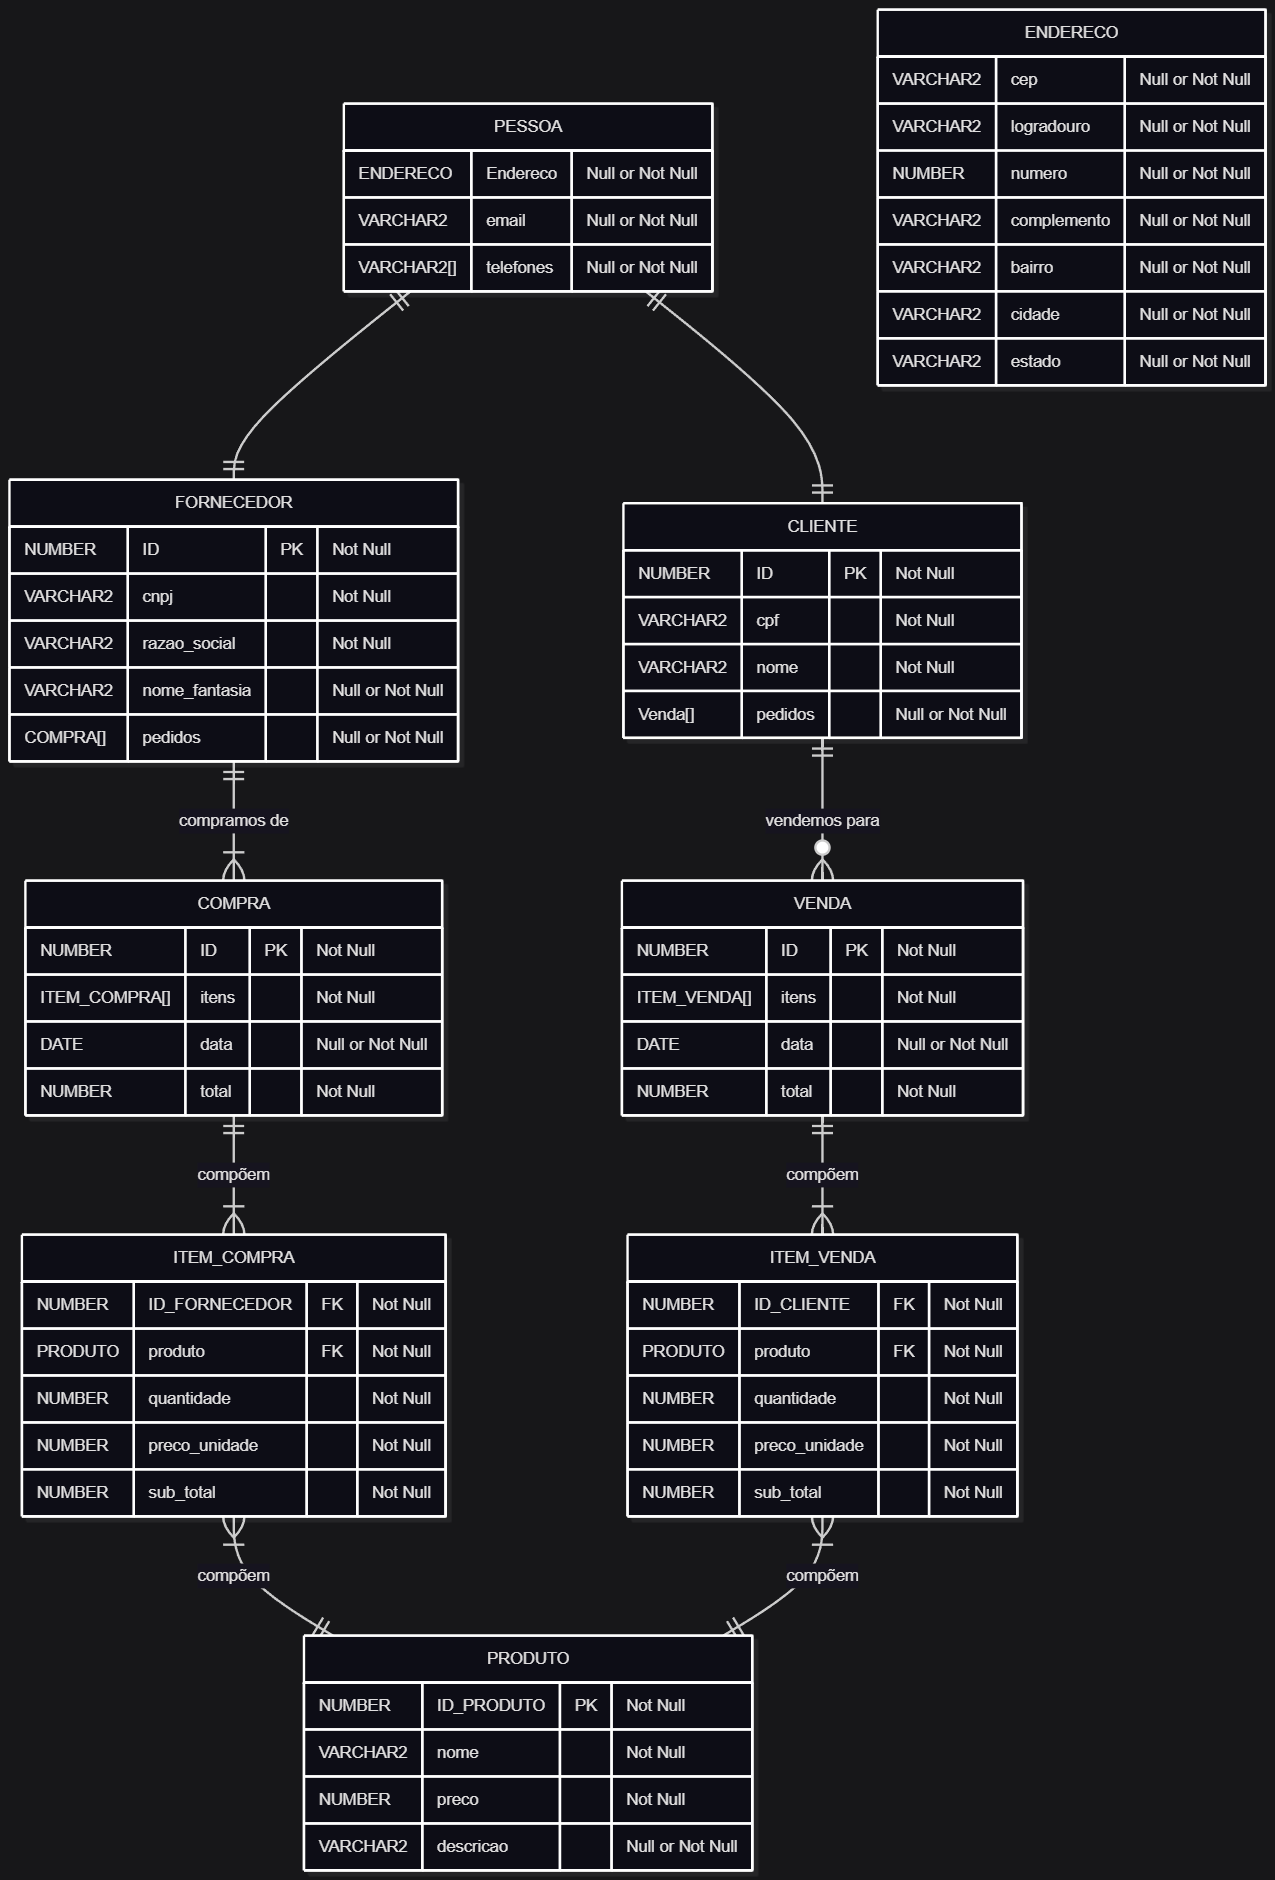 ENDERECO
VARCHAR2 cep Null or Not Null
VARCHAR2 logradouro Null or Not Null
NUMBER numero Null or Not Null
VARCHAR2 complemento Null or Not Null
VARCHAR2 bairro Null or Not Null
VARCHAR2 cidade Null or Not Null
VARCHAR2 estado Null or Not Null
PESSOA
ENDERECO Endereco Null or Not Null
VARCHAR2 email Null or Not Null
VARCHAR2[] telefones Null or Not Null
FORNECEDOR
NUMBER ID PK Not Null
VARCHAR2 cnpj Not Null
VARCHAR2 razao_social Not Null
VARCHAR2 nome_fantasia Null or Not Null
COMPRA[] pedidos Null or Not Null
CLIENTE
NUMBER ID PK Not Null
VARCHAR2 cpf Not Null
VARCHAR2 nome Not Null
Venda[] pedidos Null or Not Null
compramos de
vendemos para
COMPRA
NUMBER ID PK Not Null
ITEM_COMPRA[] itens Not Null
DATE data Null or Not Null
NUMBER total Not Null
VENDA
NUMBER ID PK Not Null
ITEM_VENDA[] itens Not Null
DATE data Null or Not Null
NUMBER total Not Null
compõem
compõem
ITEM_COMPRA
NUMBER ID_FORNECEDOR FK Not Null
PRODUTO produto FK Not Null
NUMBER quantidade Not Null
NUMBER preco_unidade Not Null
NUMBER sub_total Not Null
ITEM_VENDA
NUMBER ID_CLIENTE FK Not Null
PRODUTO produto FK Not Null
NUMBER quantidade Not Null
NUMBER preco_unidade Not Null
NUMBER sub_total Not Null
compõem
compõem
PRODUTO
NUMBER ID_PRODUTO PK Not Null
VARCHAR2 nome Not Null
NUMBER preco Not Null
VARCHAR2 descricao Null or Not Null